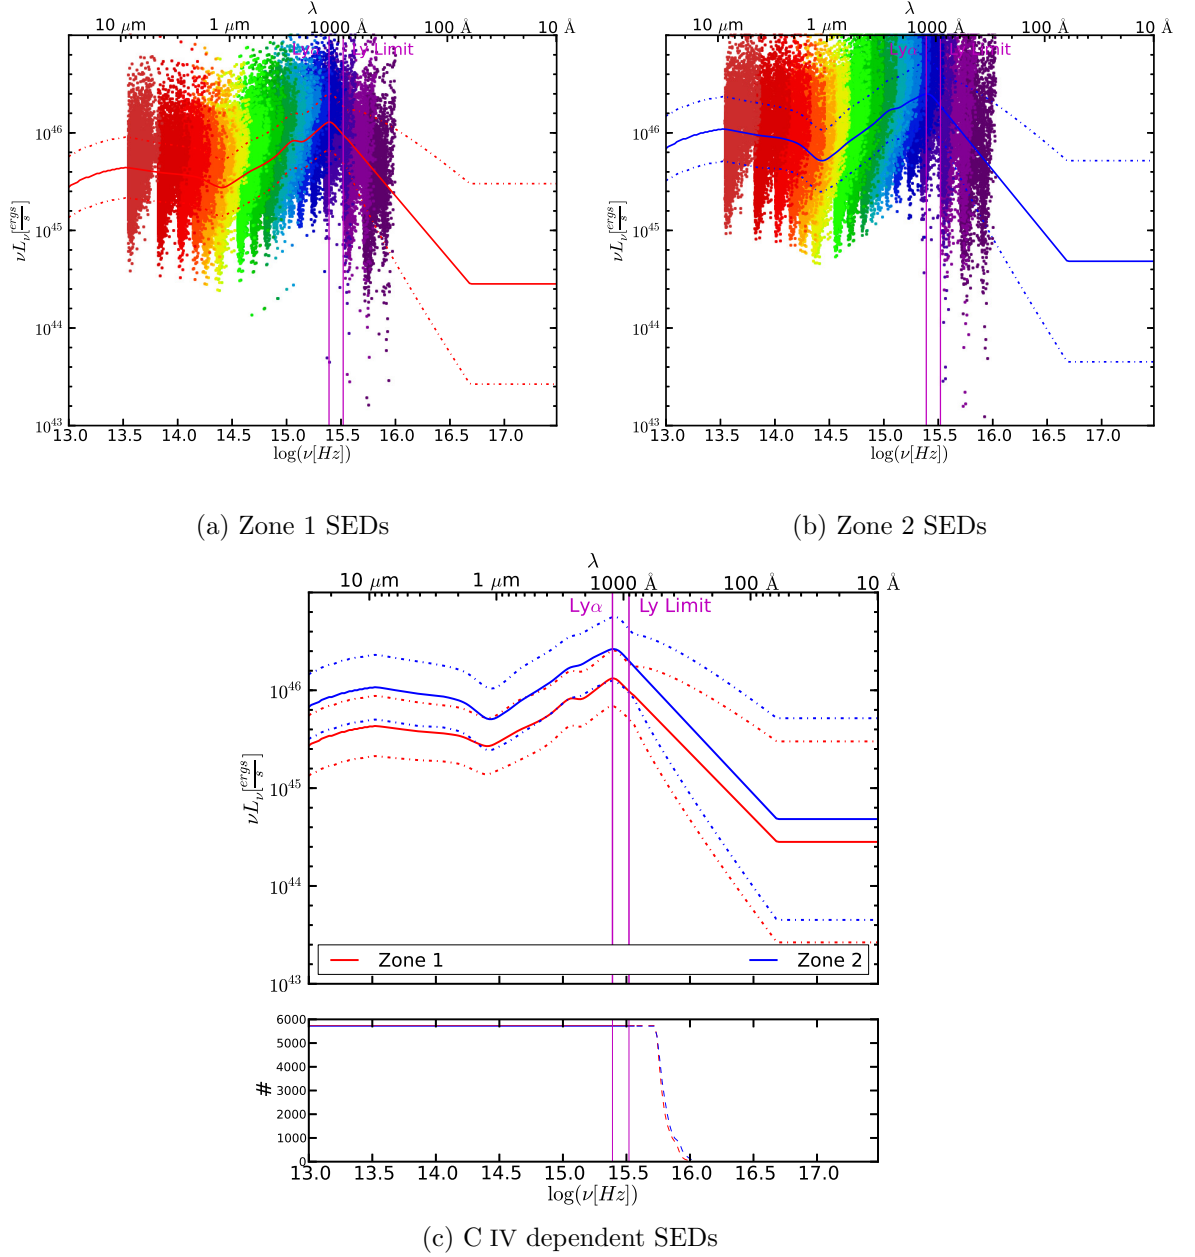 λ
10 μm 1 μm 1000 Å 100 Å 10 Å
Lyα Ly Limit
νL_ν[ergs/s]
10^46
10^45
10^44
10^43
13.0 13.5 14.0 14.5 15.0 15.5 16.0 16.5 17.0
log(ν[Hz])
(a) Zone 1 SEDs
λ
10 μm 1 μm 1000 Å 100 Å 10 Å
Lyα Limit
νL_ν[ergs/s]
10^46
10^45
10^44
10^43
13.0 13.5 14.0 14.5 15.0 15.5 16.0 16.5 17.0
log(ν[Hz])
(b) Zone 2 SEDs
λ
10 μm 1 μm 1000 Å 100 Å 10 Å
Lyα Ly Limit
νL_ν[ergs/s]
10^46
10^45
10^44
10^43
Zone 1 Zone 2
#
6000
5000
4000
3000
2000
1000
0
13.0 13.5 14.0 14.5 15.0 15.5 16.0 16.5 17.0
log(ν[Hz])
(c) C IV dependent SEDs